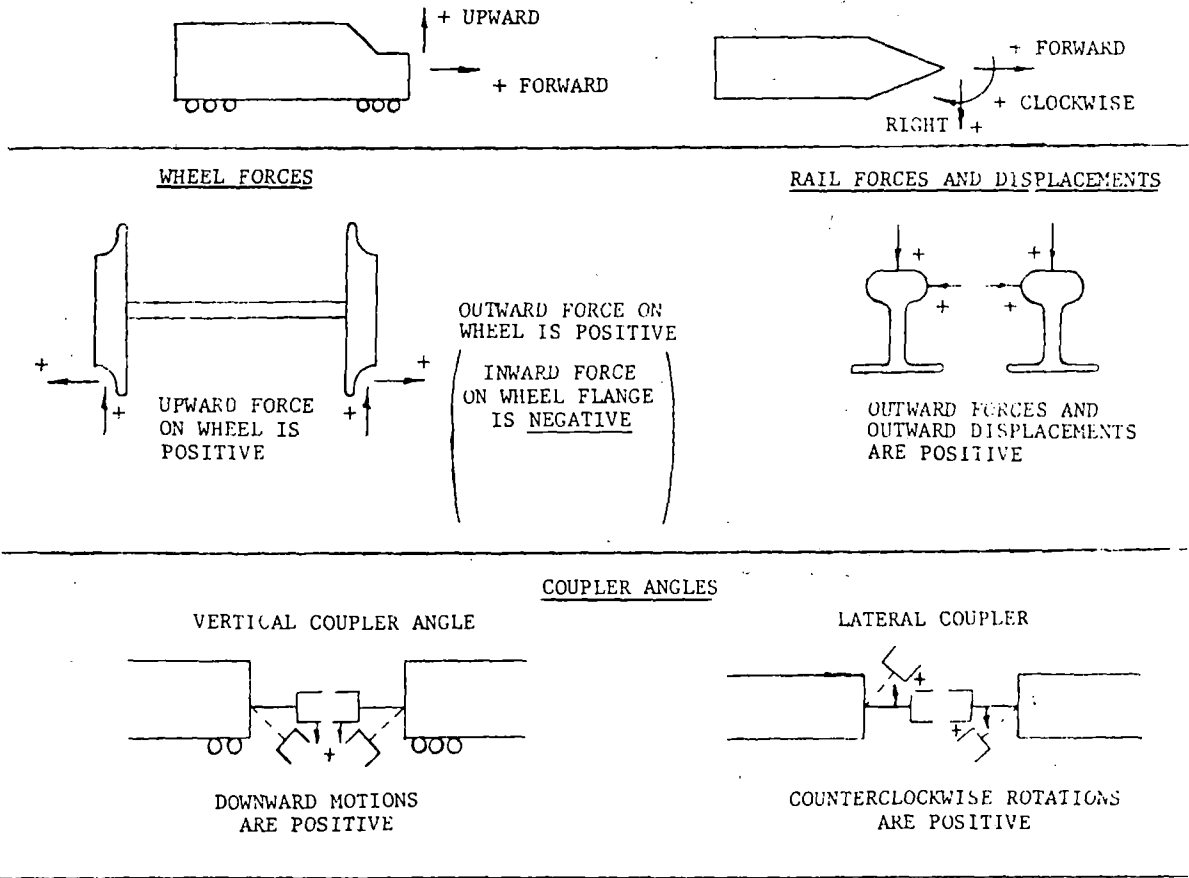 + UPWARD
+ FORWARD
+ FORWARD
+ CLOCKWISE
RIGHT +
WHEEL FORCES
RAIL FORCES AND DISPLACEMENTS
+
+
+
+
OUTWARD FORCE ON
WHEEL IS POSITIVE
INWARD FORCE
ON WHEEL FLANGE
IS NEGATIVE
+
+
+
+
UPWARD FORCE
ON WHEEL IS
POSITIVE
OUTWARD FORCES AND
OUTWARD DISPLACEMENTS
ARE POSITIVE
COUPLER ANGLES
VERTICAL COUPLER ANGLE
LATERAL COUPLER
+
+
+
DOWNWARD MOTIONS
ARE POSITIVE
COUNTERCLOCKWISE ROTATIONS
ARE POSITIVE